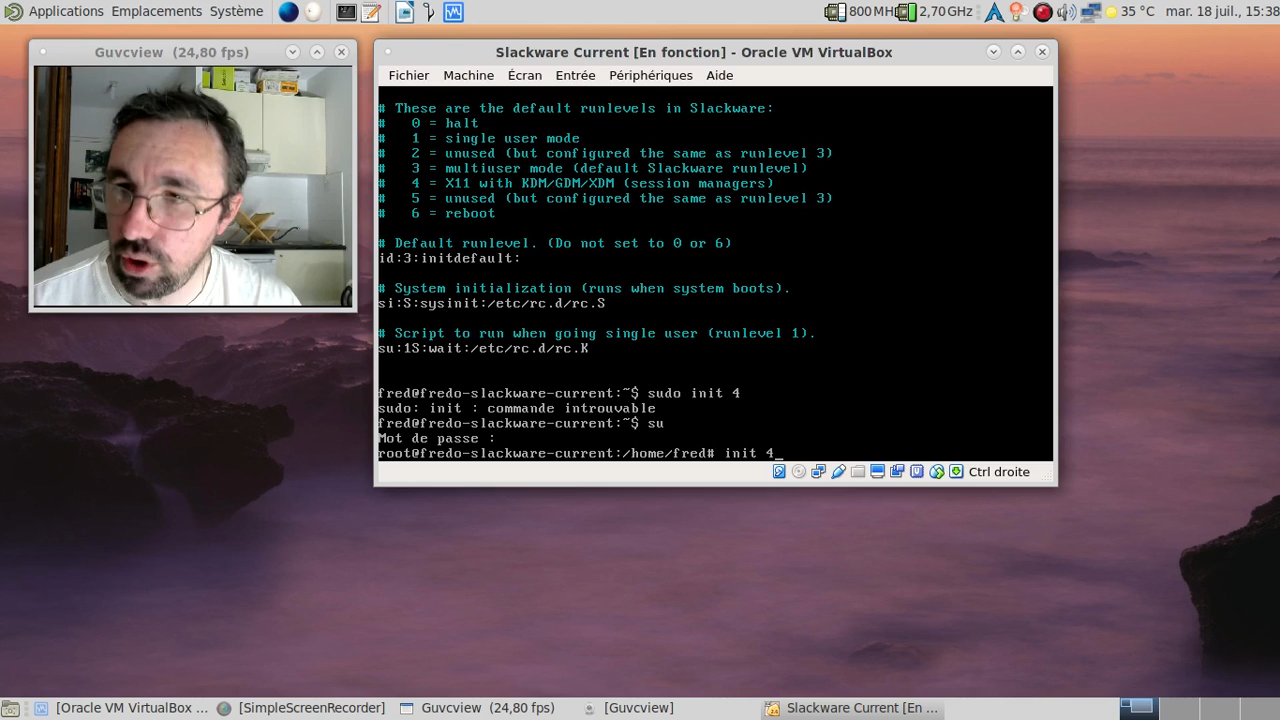 Applications Emplacements Système
800 MH 2,70 GHz 35 °C mar. 18 juil., 15:38
Guvcview (24,80 fps)
Slackware Current [En fonction] - Oracle VM VirtualBox
Fichier Machine Écran Entrée Périphériques Aide
# These are the default runlevels in Slackware:
#   0 = halt
#   1 = single user mode
#   2 = unused (but configured the same as runlevel 3)
#   3 = multiuser mode (default Slackware runlevel)
#   4 = X11 with KDM/GDM/XDM (session managers)
#   5 = unused (but configured the same as runlevel 3)
#   6 = reboot
# Default runlevel. (Do not set to 0 or 6)
id:3:initdefault:
# System initialization (runs when system boots).
si:S:sysinit:/etc/rc.d/rc.S
# Script to run when going single user (runlevel 1).
su:1S:wait:/etc/rc.d/rc.K
fred@fredo-slackware-current:~$ sudo init 4
sudo: init : commande introuvable
fred@fredo-slackware-current:~$ su
Mot de passe :
root@fredo-slackware-current:/home/fred# init 4_
Ctrl droite
[Oracle VM VirtualBox ... [SimpleScreenRecorder] Guvcview (24,80 fps) [Guvcview] Slackware Current [En ...